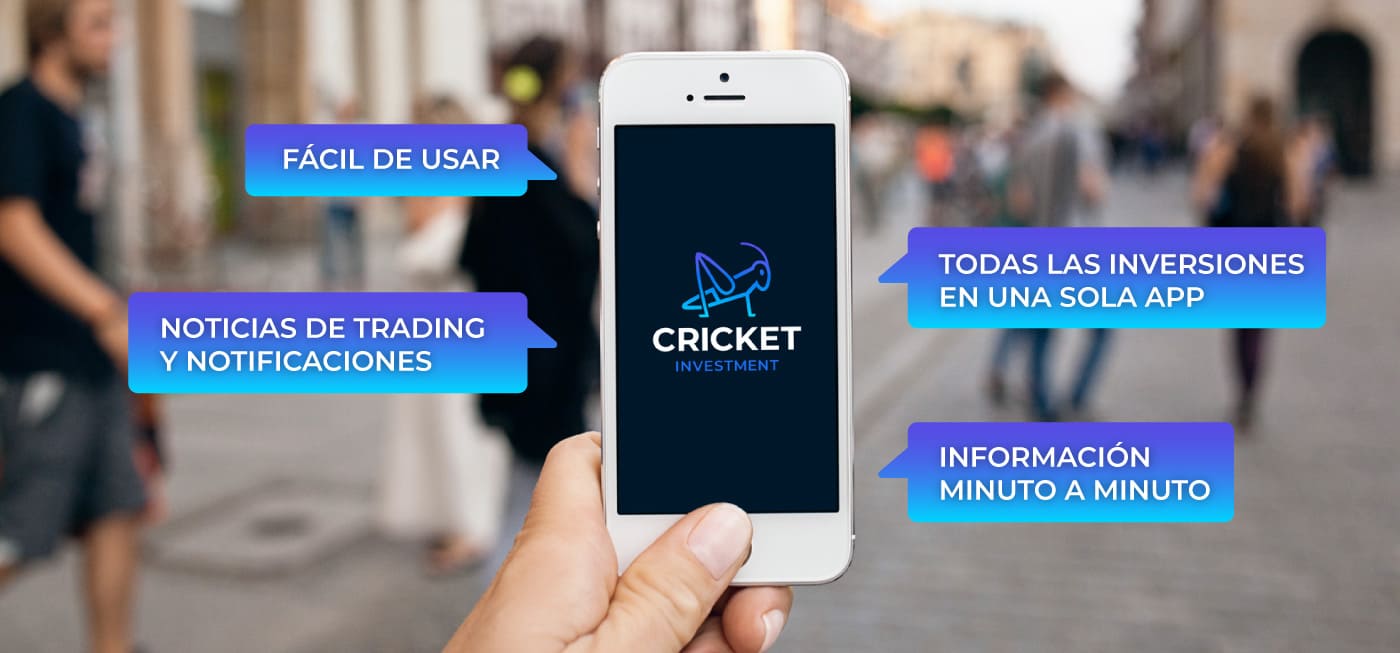 FÁCIL DE USAR
NOTICIAS DE TRADING
Y NOTIFICACIONES
CRICKET
INVESTMENT
TODAS LAS INVERSIONES
EN UNA SOLA APP
INFORMACIÓN
MINUTO A MINUTO